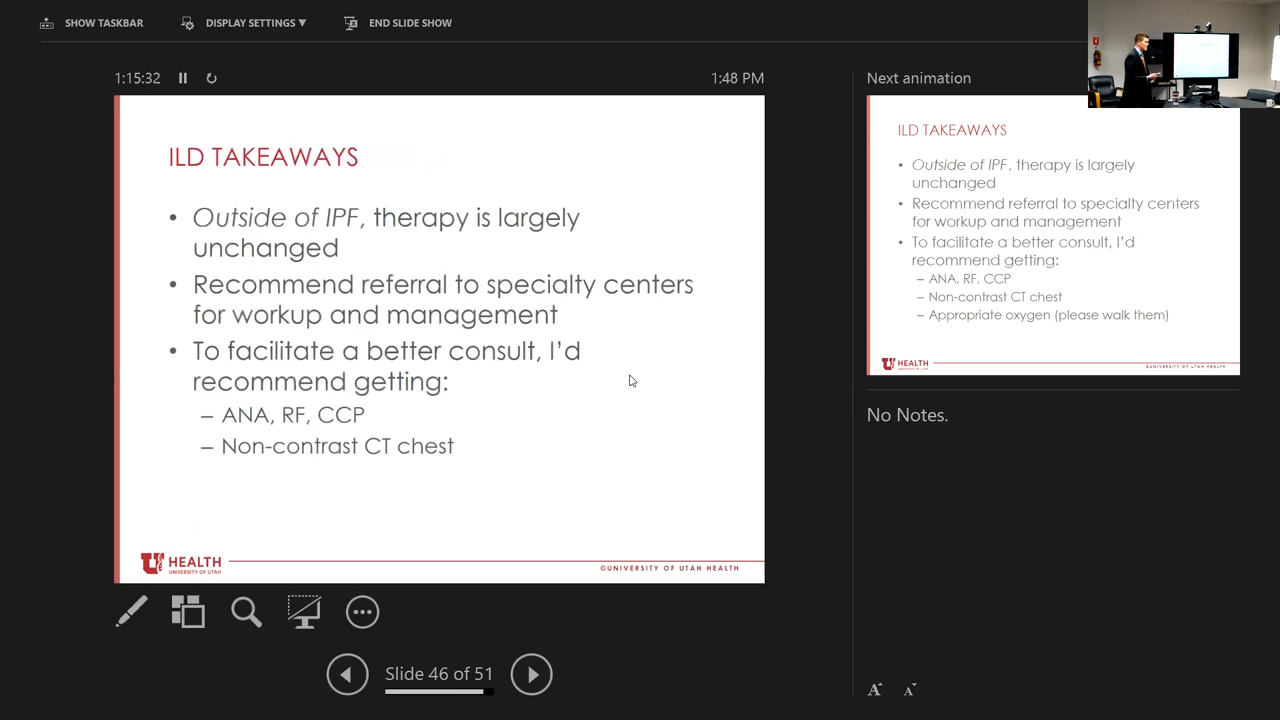 SHOW TASKBAR
DISPLAY SETTINGS ▼
END SLIDE SHOW
1:15:32
1:48 PM
ILD TAKEAWAYS
• Outside of IPF, therapy is largely
unchanged
• Recommend referral to specialty centers
for workup and management
• To facilitate a better consult, I'd
recommend getting:
– ANA, RF, CCP
– Non-contrast CT chest
U HEALTH
UNIVERSITY OF UTAH
©UNIVERSITY OF UTAH HEALTH
Slide 46 of 51
Next animation
ILD TAKEAWAYS
• Outside of IPF, therapy is largely
unchanged
• Recommend referral to specialty centers
for workup and management
• To facilitate a better consult, I'd
recommend getting:
– ANA, RF, CCP
– Non-contrast CT chest
– Appropriate oxygen (please walk them)
U HEALTH
UNIVERSITY OF UTAH
©UNIVERSITY OF UTAH HEALTH
No Notes.
A A